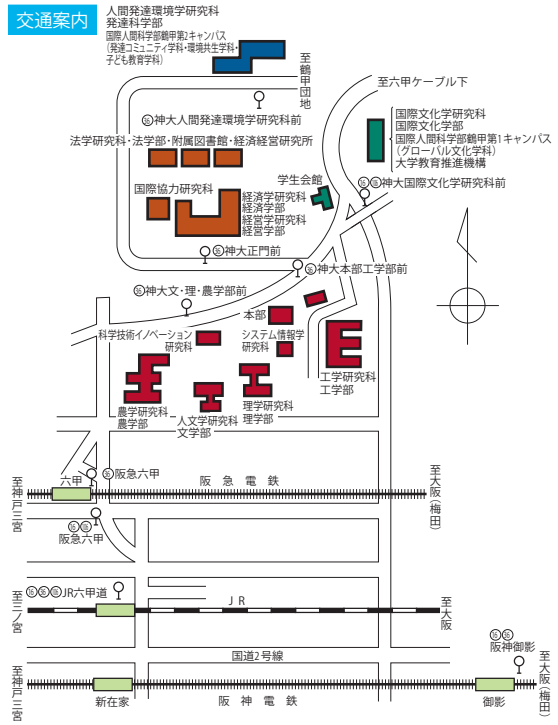 交通案内
人間発達環境学研究科
発達科学部
国際人間科学部鶴甲第2キャンパス
(発達コミュニティ学科・環境共生学科・
子ども教育学科)
至鶴甲団地
至六甲ケーブル下
㊱神大人間発達環境学研究科前
国際文化学研究科
国際文化学部
国際人間科学部鶴甲第1キャンパス
(グローバル文化学科)
大学教育推進機構
法学研究科・法学部・附属図書館・経済経営研究所
学生会館
国際協力研究科
神大国際文化学研究科前
経済学研究科
経済学部
経営学研究科
経営学部
㊱神大正門前
㊱神大本部工学部前
㊱神大文・理・農学部前
本部
科学技術イノベーション
研究科
システム情報学
研究科
工学研究科
工学部
農学研究科
農学部
人文学研究科
文学部
理学研究科
理学部
六甲
阪急六甲
至神戸三宮
阪急電鉄
至大阪(梅田)
阪急六甲
JR六甲道
至三ノ宮
JR
至大阪
阪神御影
国道2号線
至神戸三宮
新在家
阪神電鉄
御影
至大阪(梅田)